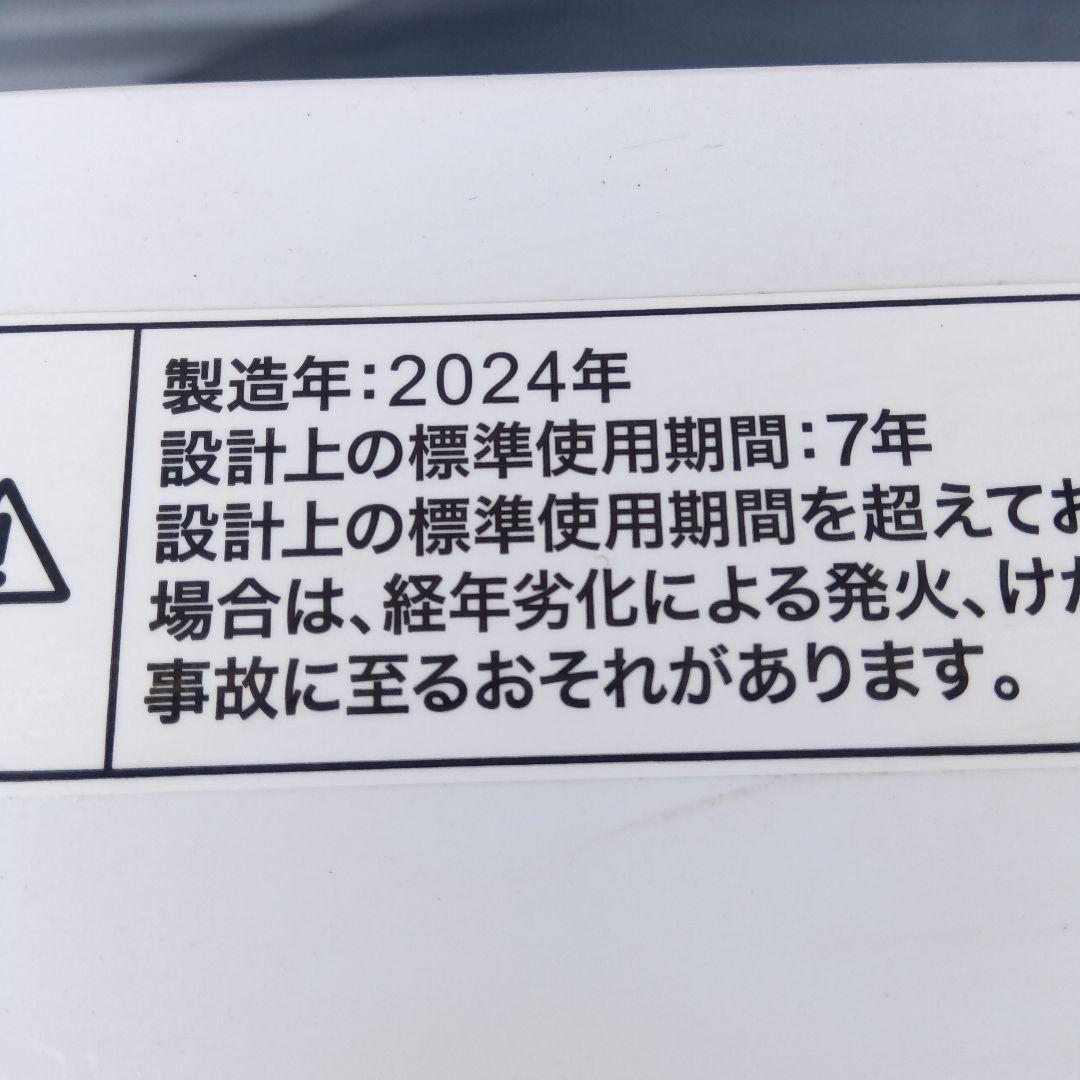 製造年:2024年
設計上の標準使用期間:7年
設計上の標準使用期間を超えてお
場合は、経年劣化による発火、けが
事故に至るおそれがあります。